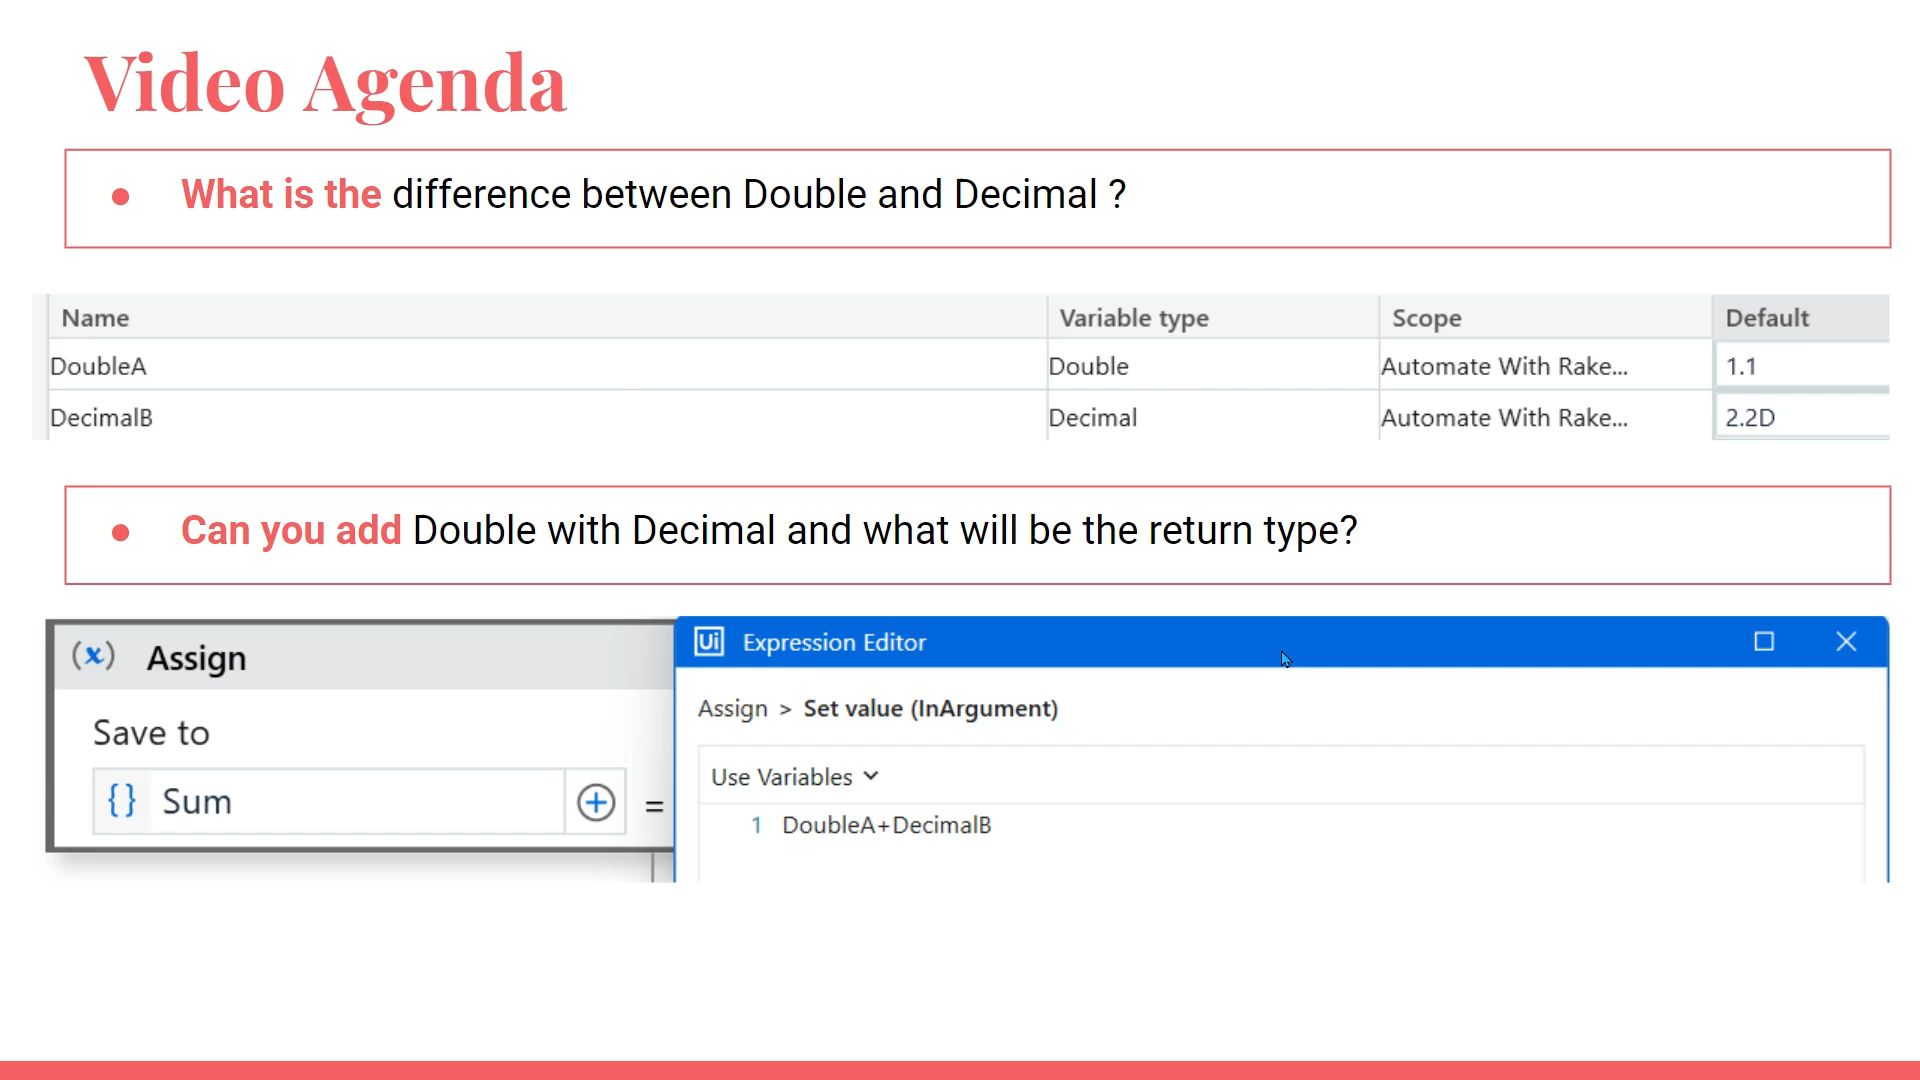 Video Agenda
● What is the difference between Double and Decimal ?
Name Variable type Scope Default
DoubleA Double Automate With Rake... 1.1
DecimalB Decimal Automate With Rake... 2.2D
● Can you add Double with Decimal and what will be the return type?
(x) Assign
Ui Expression Editor
Assign > Set value (InArgument)
Save to
Use Variables
{} Sum =
1 DoubleA+DecimalB